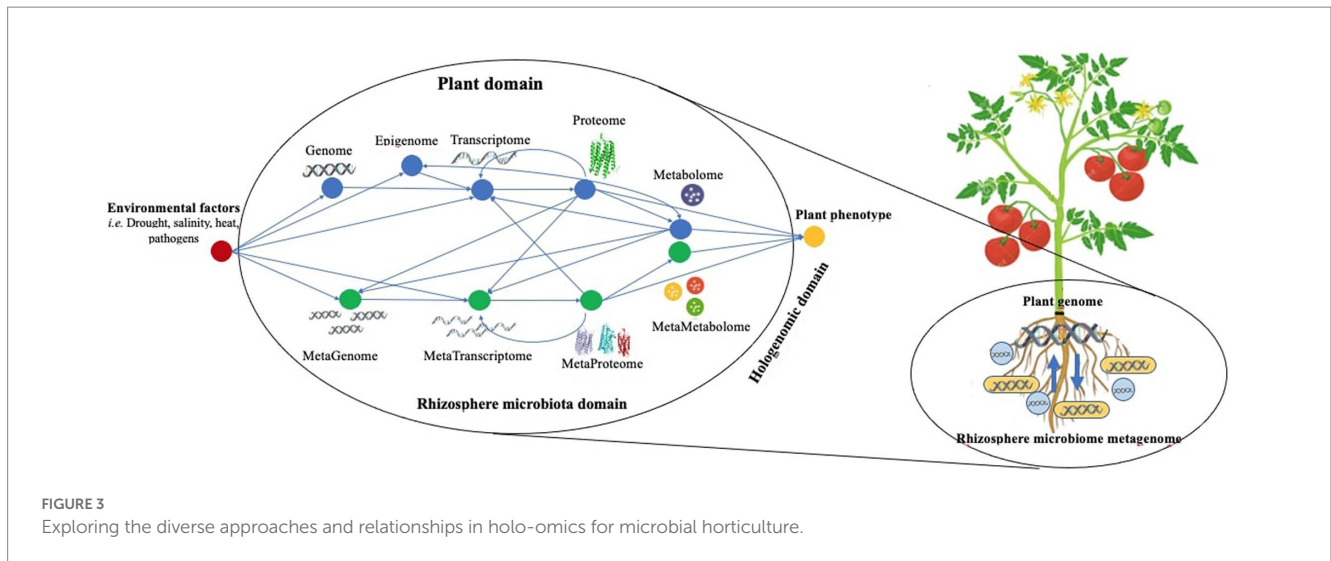 Plant domain
Proteome
Epigenome
Transcriptome
Genome
Metabolome
Environmental factors
i.e. Drought, salinity, heat,
pathogens
Plant phenotype
MetaGenome
MetaTranscriptome
MetaProteome
MetaMetabolome
Hologenomic domain
Rhizosphere microbiota domain
Plant genome
Rhizosphere microbiome metagenome
FIGURE 3
Exploring the diverse approaches and relationships in holo-omics for microbial horticulture.